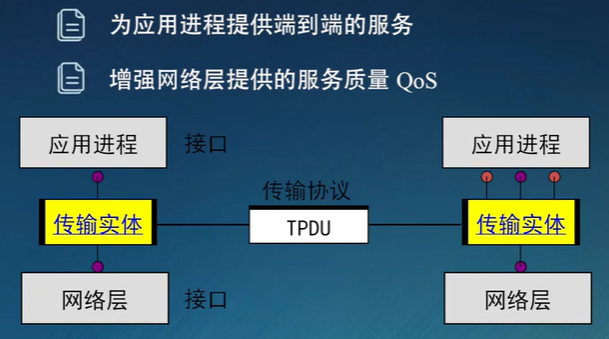 为应用进程提供端到端的服务
增强网络层提供的服务质量 QoS
应用进程
接口
应用进程
传输协议
传输实体
TPDU
传输实体
网络层
接口
网络层